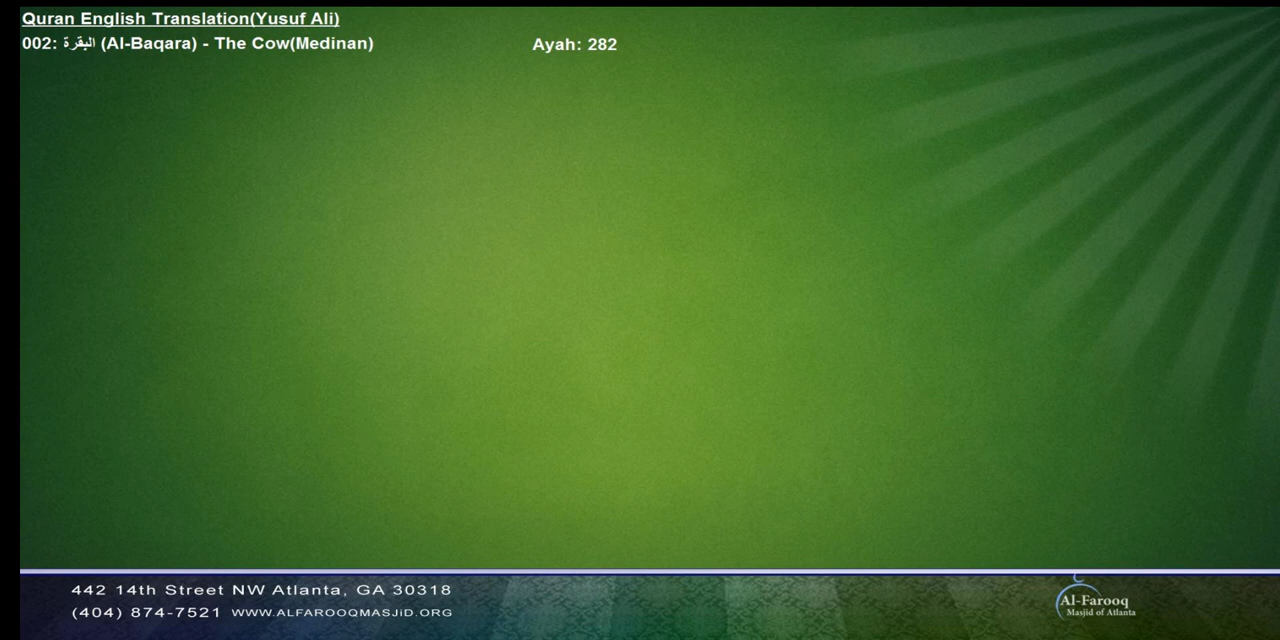 Quran English Translation(Yusuf Ali)
002: البقرة (Al-Baqara) - The Cow(Medinan)
Ayah: 282
442 14th Street NW Atlanta, GA 30318
(404) 874-7521 WWW.ALFAROOQMASJiD.ORG
Al-Farooq
Masjid of Atlanta